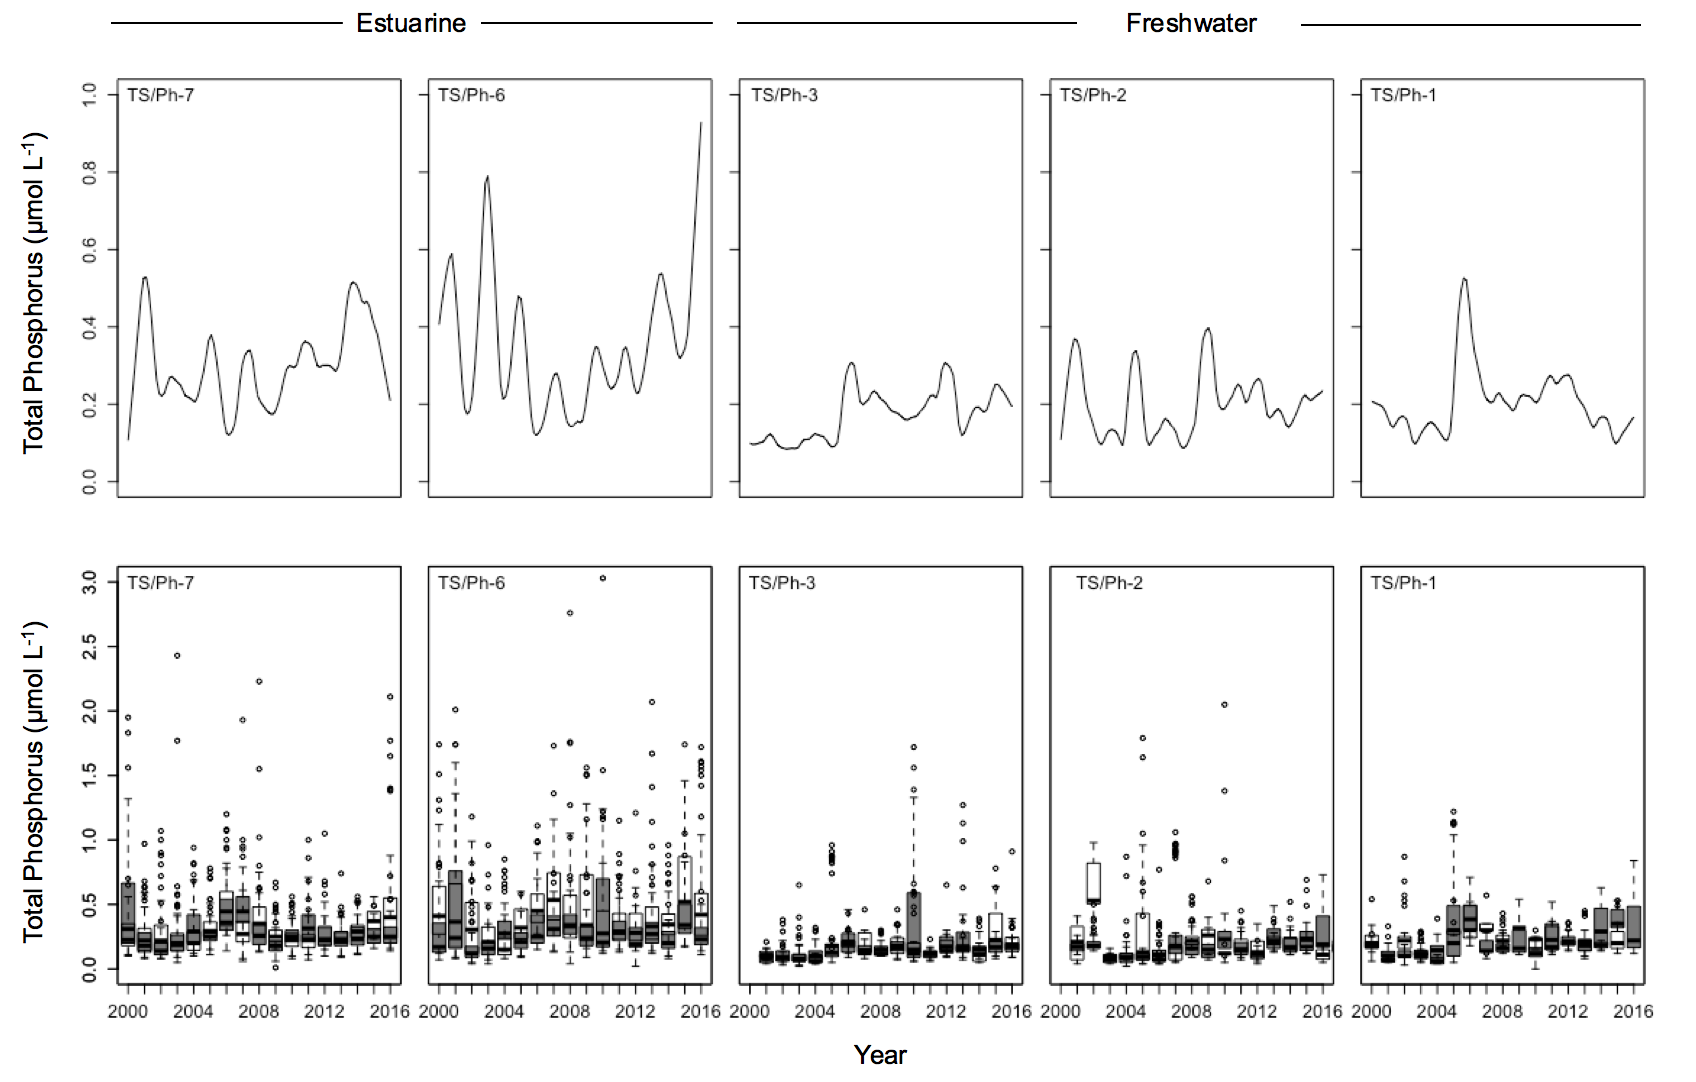 Estuarine Freshwater
TS/Ph-7 TS/Ph-6 TS/Ph-3 TS/Ph-2 TS/Ph-1
Total Phosphorus (µmol L⁻¹)
1.0
0.8
0.6
0.4
0.2
0.0
TS/Ph-7 TS/Ph-6 TS/Ph-3 TS/Ph-2 TS/Ph-1
Total Phosphorus (µmol L⁻¹)
3.0
2.5
2.0
1.5
1.0
0.5
0.0
2000 2004 2008 2012 2016 2000 2004 2008 2012 2016 2000 2004 2008 2012 2016 2000 2004 2008 2012 2016 2000 2004 2008 2012 2016
Year